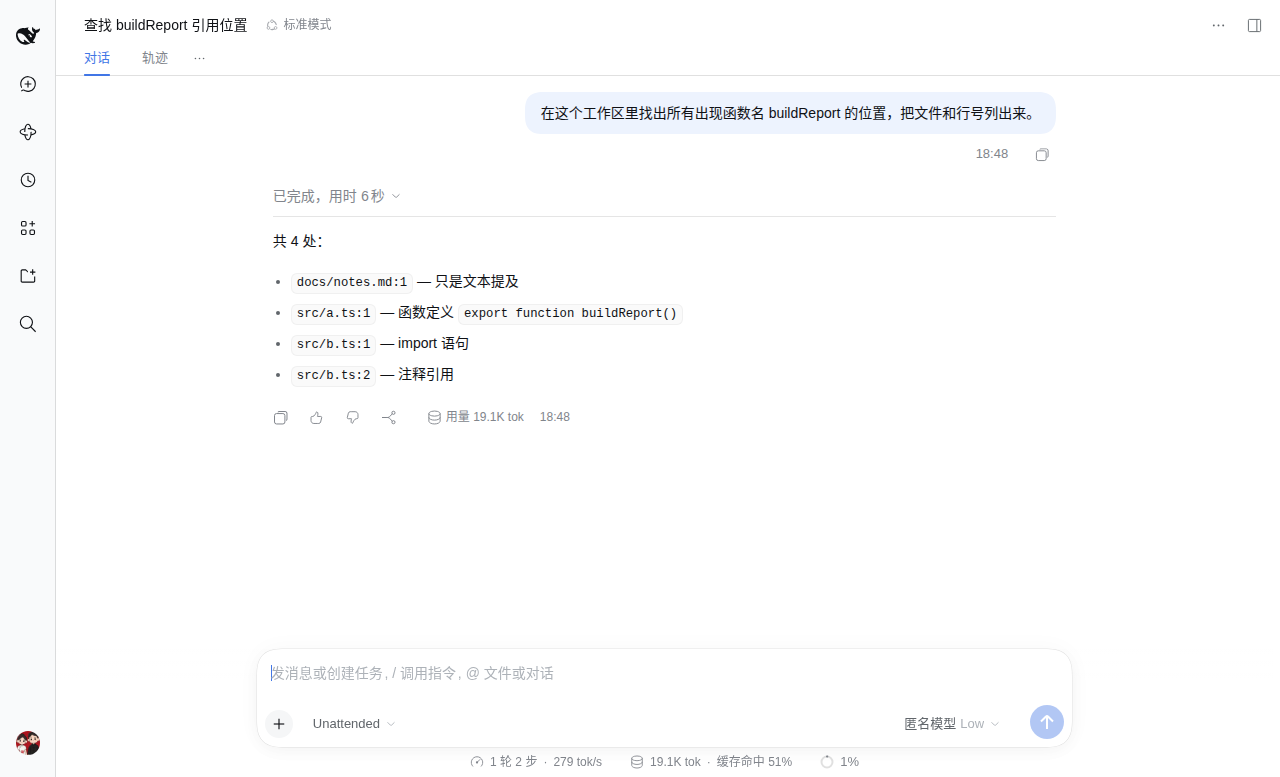 查找 buildReport 引用位置
标准模式
对话 轨迹 ···
在这个工作区里找出所有出现函数名 buildReport 的位置，把文件和行号列出来。
18:48
已完成，用时 6秒
共 4 处：
• docs/notes.md:1 — 只是文本提及
• src/a.ts:1 — 函数定义 export function buildReport()
• src/b.ts:1 — import 语句
• src/b.ts:2 — 注释引用
用量 19.1K tok 18:48
发消息或创建任务, / 调用指令, @ 文件或对话
Unattended 匿名模型 Low
1 轮 2 步 · 279 tok/s 19.1K tok · 缓存命中 51% 1%